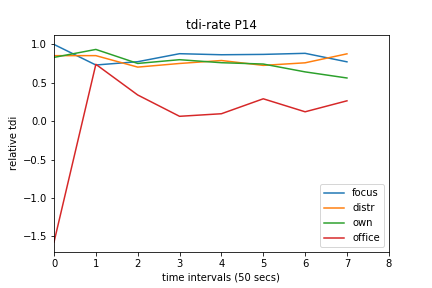 tdi-rate P14
1.0
0.5
0.0
−0.5
−1.0
−1.5
relative tdi
0 1 2 3 4 5 6 7 8
time intervals (50 secs)
focus
distr
own
office